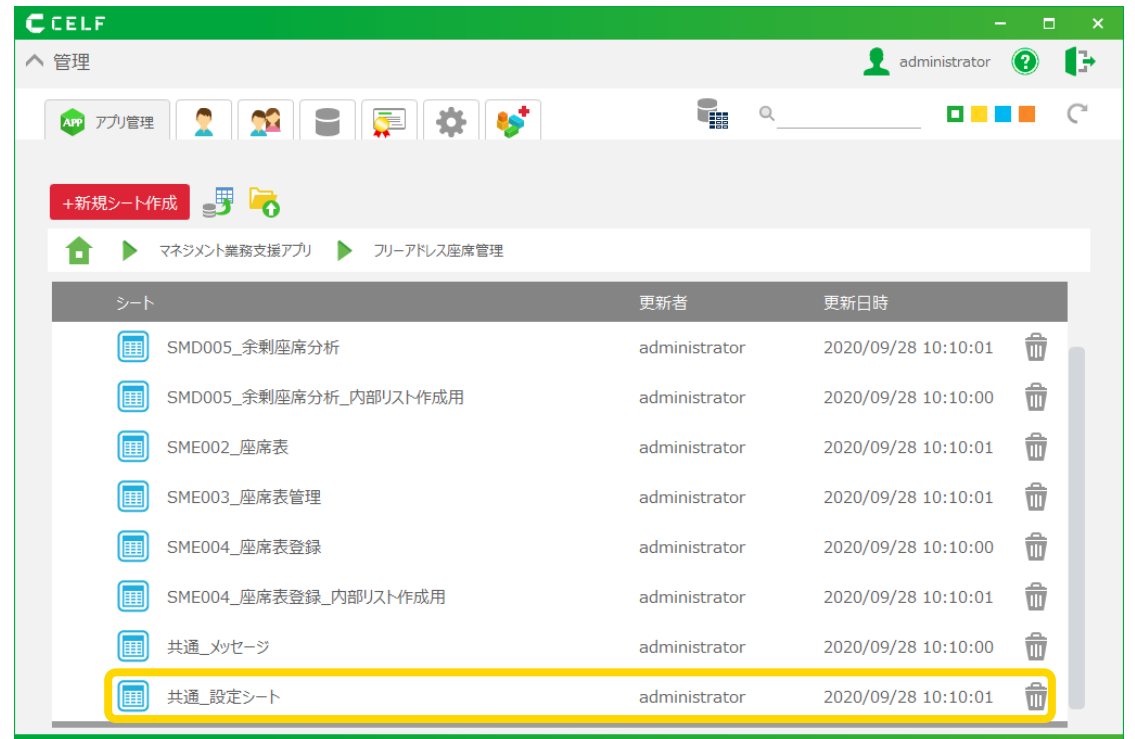 CELF
管理
administrator
アプリ管理
+新規シート作成
マネジメント業務支援アプリ フリーアドレス座席管理
シート 更新者 更新日時
SMD005_余剰座席分析 administrator 2020/09/28 10:10:01
SMD005_余剰座席分析_内部リスト作成用 administrator 2020/09/28 10:10:00
SME002_座席表 administrator 2020/09/28 10:10:01
SME003_座席表管理 administrator 2020/09/28 10:10:01
SME004_座席表登録 administrator 2020/09/28 10:10:00
SME004_座席表登録_内部リスト作成用 administrator 2020/09/28 10:10:01
共通_メッセージ administrator 2020/09/28 10:10:00
共通_設定シート administrator 2020/09/28 10:10:01